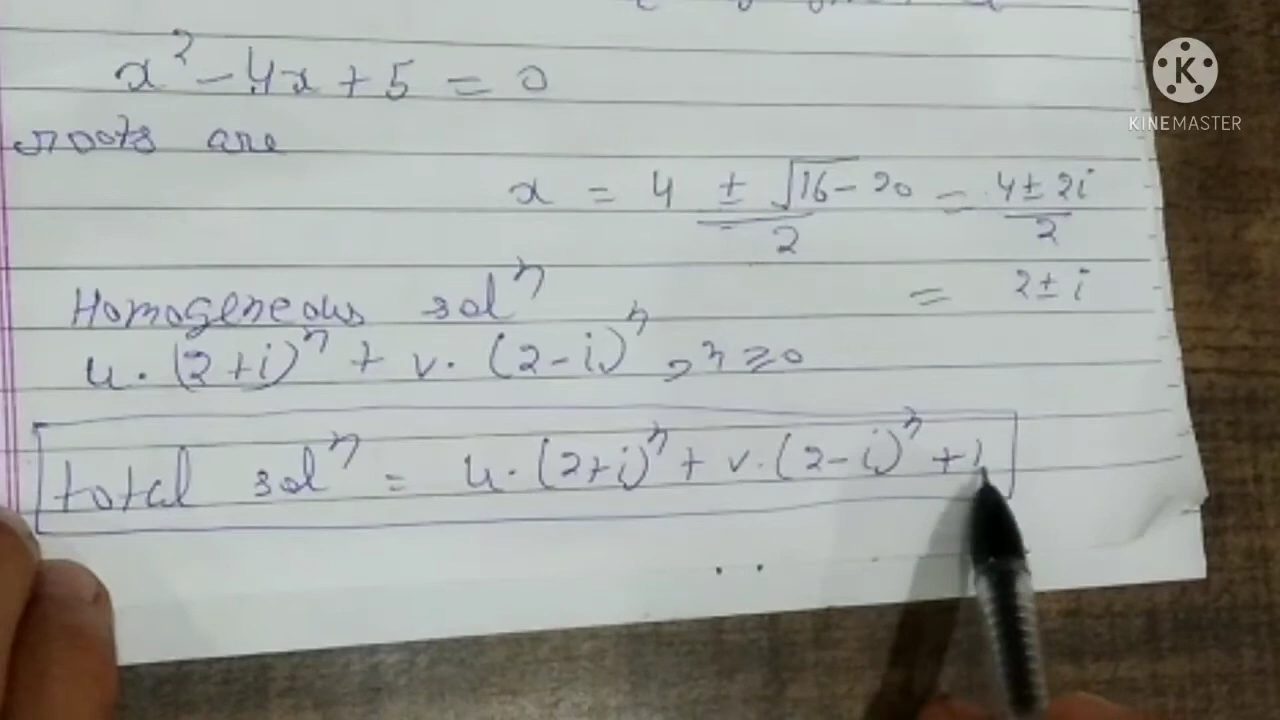 x² - 4x + 5 = 0
K
KINEMASTER
roots are
x = 4 ± √16 - 20 / 2 = 4 ± 2i / 2
= 2 ± i
Homogeneous solⁿ
u. (2+i)ⁿ + v. (2-i)ⁿ , n ≥ 0
total solⁿ = u. (2+i)ⁿ + v. (2-i)ⁿ + 1